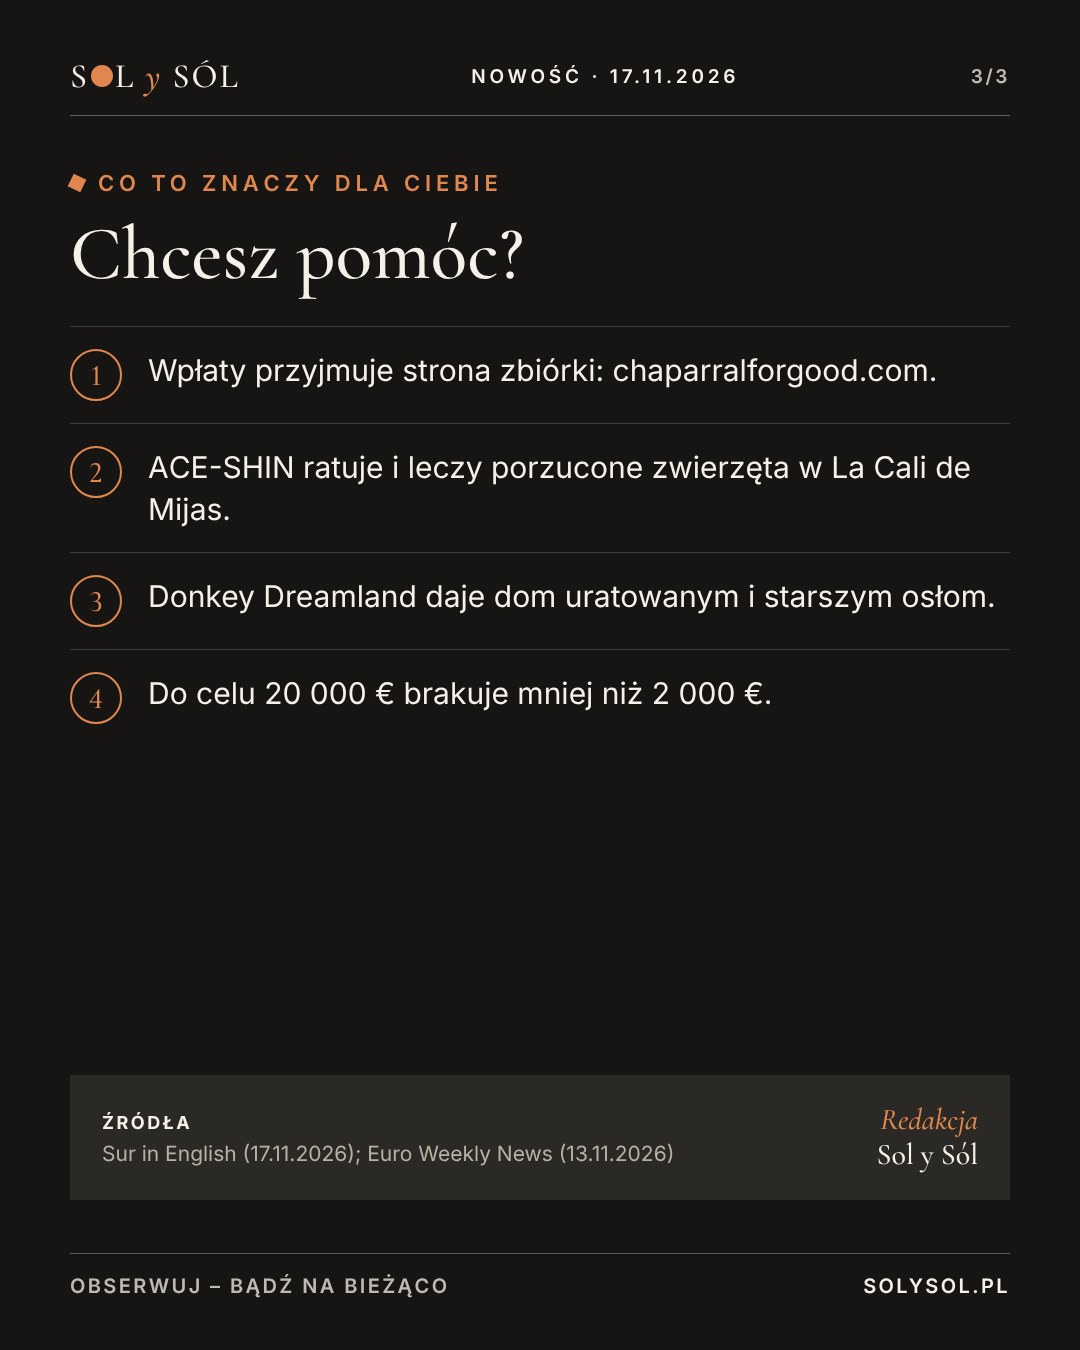 SOL y SÓL
NOWOŚĆ · 17.11.2026
3/3
CO TO ZNACZY DLA CIEBIE
Chcesz pomóc?
1 Wpłaty przyjmuje strona zbiórki: chaparralforgood.com.
2 ACE-SHIN ratuje i leczy porzucone zwierzęta w La Cali de
Mijas.
3 Donkey Dreamland daje dom uratowanym i starszym osłom.
4 Do celu 20 000 € brakuje mniej niż 2 000 €.
ŹRÓDŁA
Sur in English (17.11.2026); Euro Weekly News (13.11.2026)
Redakcja
Sol y Sól
OBSERWUJ – BĄDŹ NA BIEŻĄCO
SOLYSOL.PL